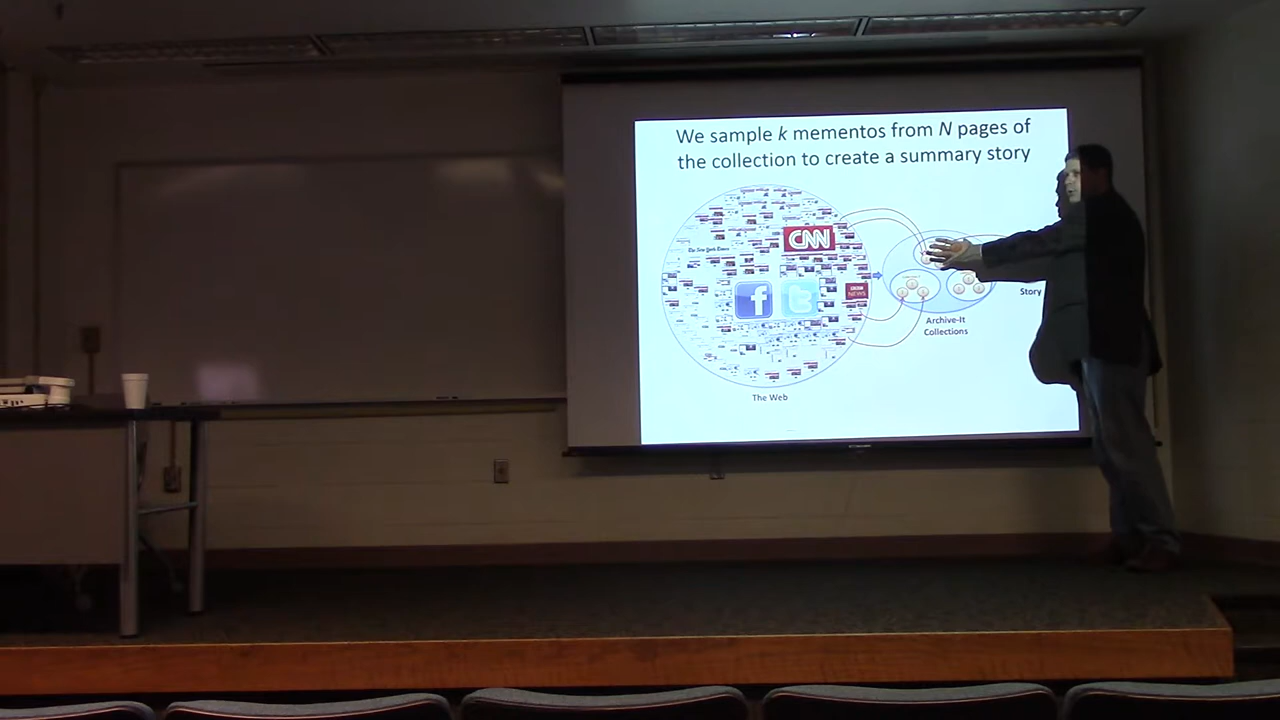 We sample k mementos from N pages of
the collection to create a summary story
The New York Times
CNN
f
t
BBC
NEWS
Story
Archive-It
Collections
The Web